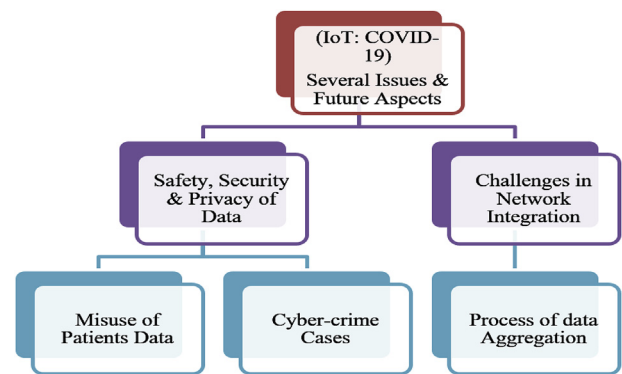 (IoT: COVID-
19)
Several Issues &
Future Aspects
Safety, Security
& Privacy of
Data
Challenges in
Network
Integration
Misuse of
Patients Data
Cyber-crime
Cases
Process of data
Aggregation